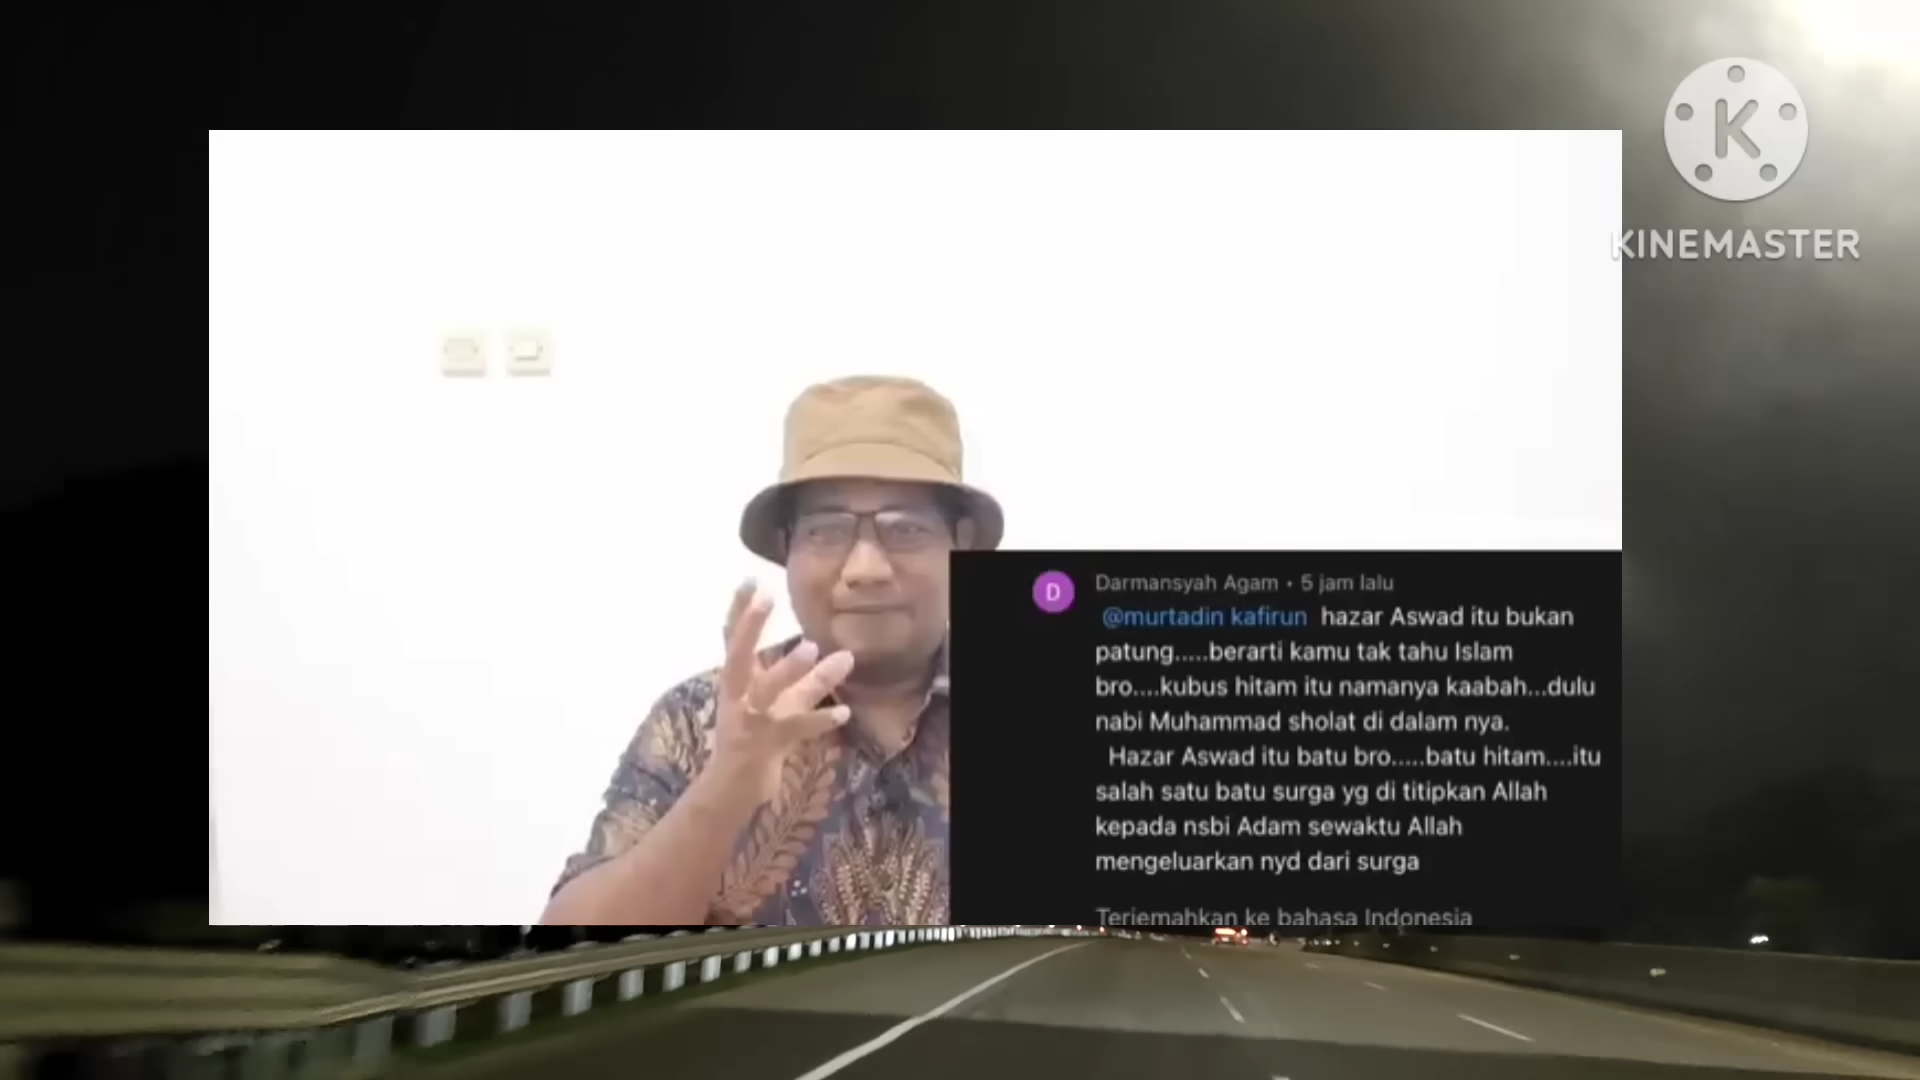 K
KINEMASTER
D
Darmansyah Agam • 5 jam lalu
@murtadin kafirun hazar Aswad itu bukan
patung.....berarti kamu tak tahu Islam
bro....kubus hitam itu namanya kaabah...dulu
nabi Muhammad sholat di dalam nya.
Hazar Aswad itu batu bro.....batu hitam....itu
salah satu batu surga yg di titipkan Allah
kepada nsbi Adam sewaktu Allah
mengeluarkan nyd dari surga
Terjemahkan ke bahasa Indonesia